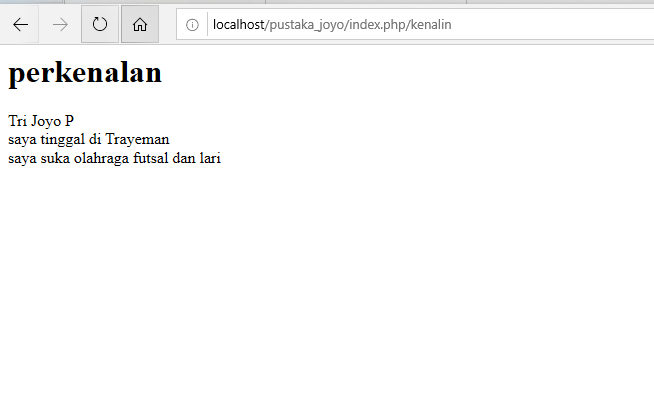 localhost/pustaka_joyo/index.php/kenalin
perkenalan
Tri Joyo P
saya tinggal di Trayeman
saya suka olahraga futsal dan lari